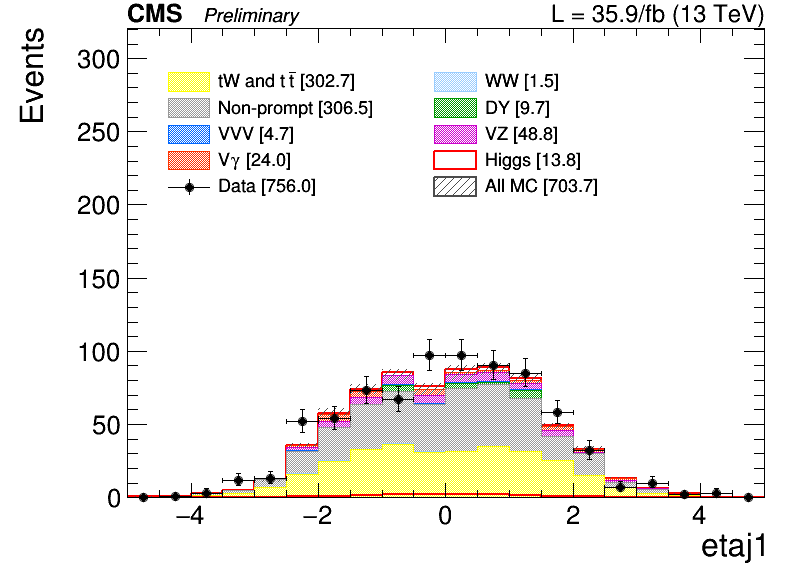 CMS Preliminary L = 35.9/fb (13 TeV)
Events
300
250
200
150
100
50
0
tW and t t̄ [302.7] WW [1.5]
Non-prompt [306.5] DY [9.7]
VVV [4.7] VZ [48.8]
Vγ [24.0] Higgs [13.8]
Data [756.0] All MC [703.7]
−4 −2 0 2 4
etaj1